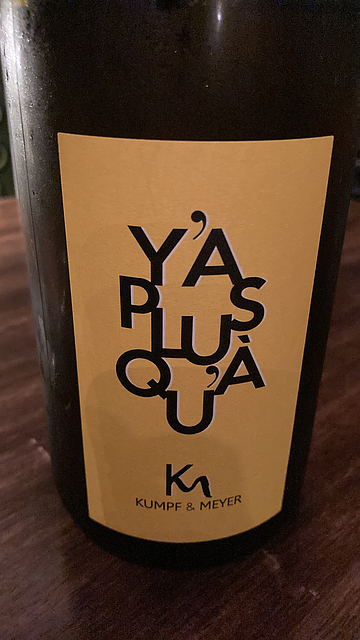 Y'A
PLUS
QU'À
KM
KUMPF & MEYER